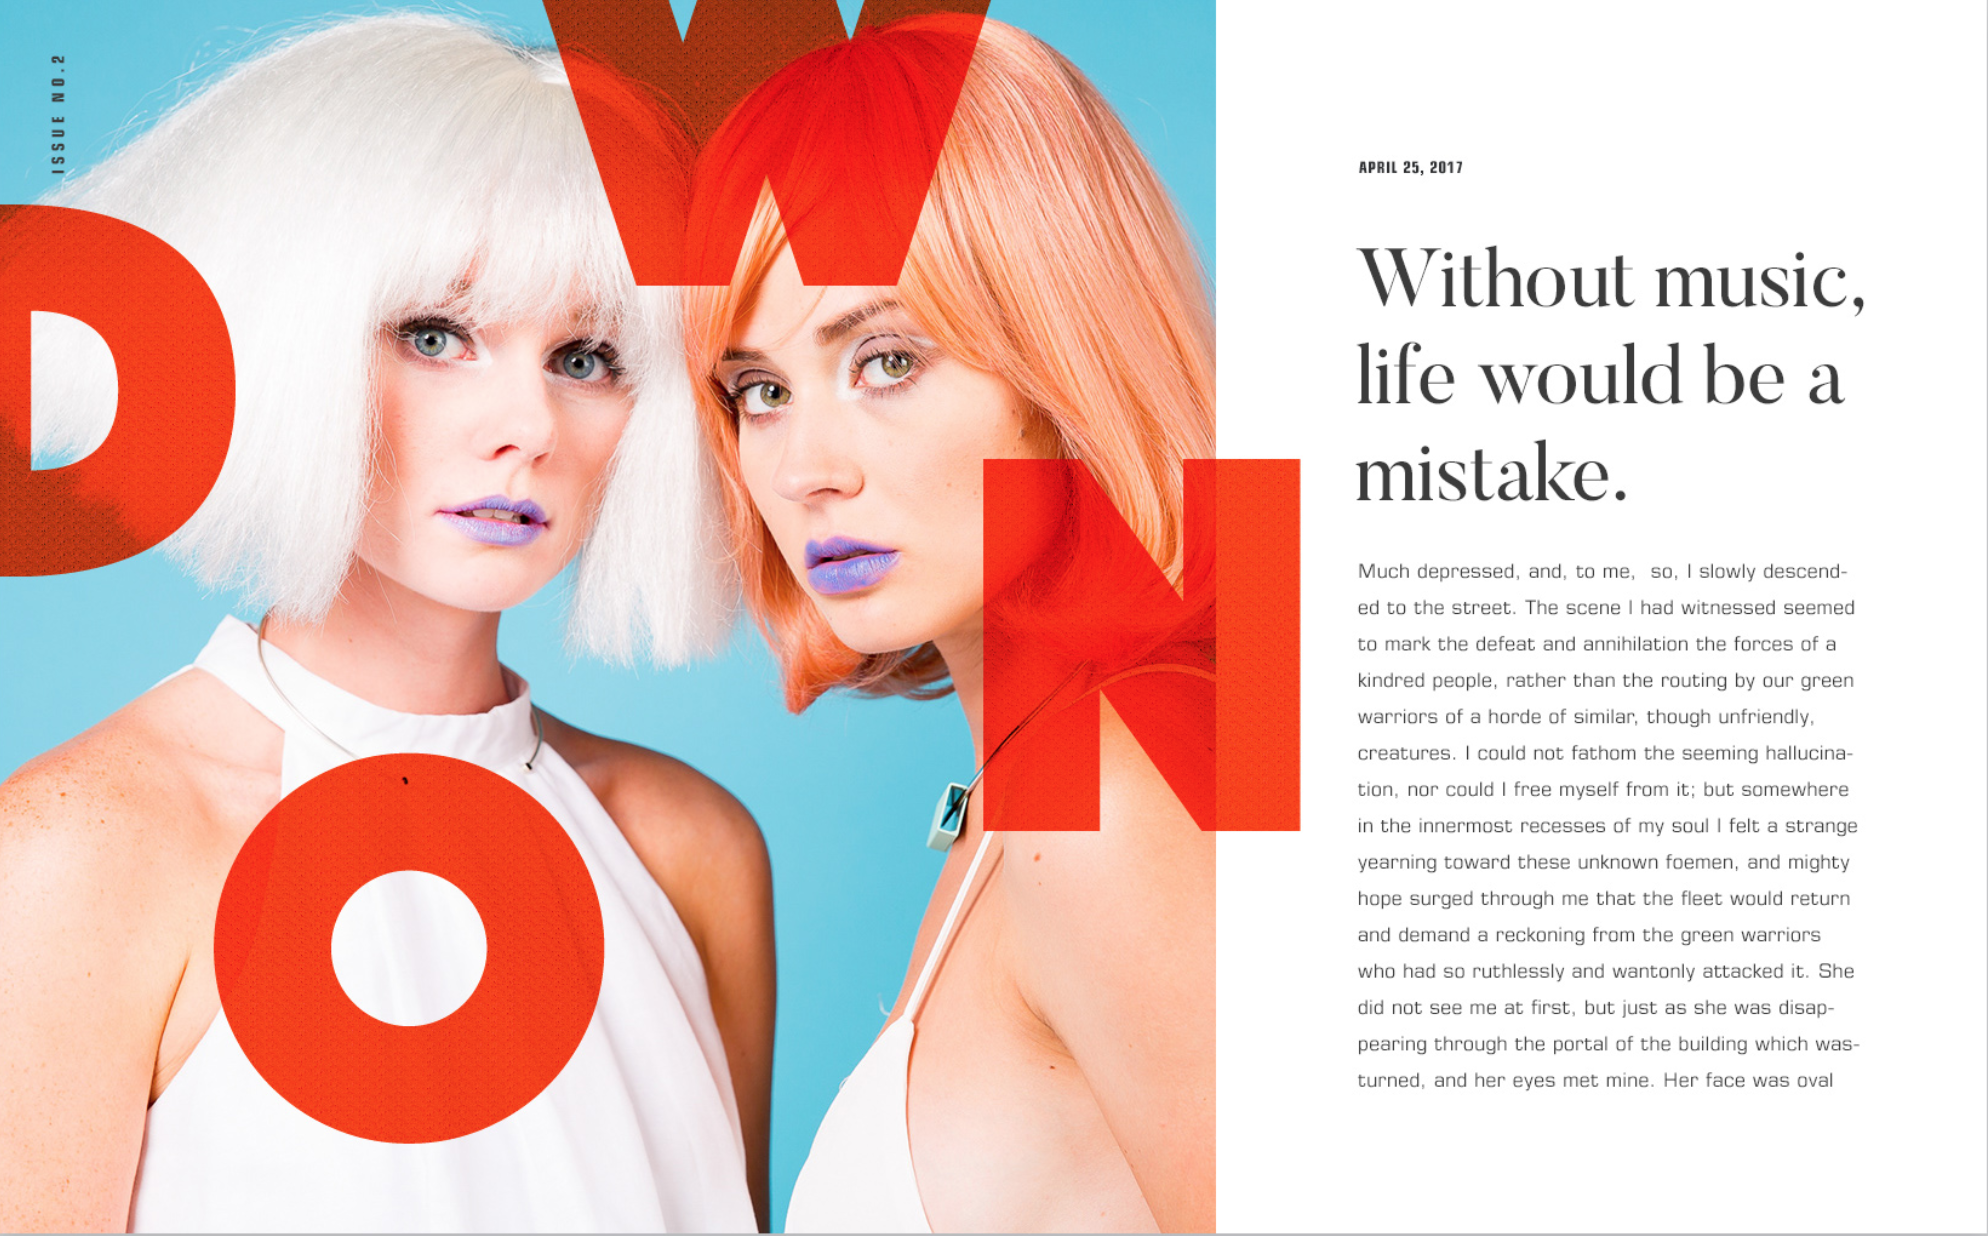 ISSUE NO.2
D
O
W
N
APRIL 25, 2017
Without music,
life would be a
mistake.
Much depressed, and, to me,  so, I slowly descend-
ed to the street. The scene I had witnessed seemed
to mark the defeat and annihilation the forces of a
kindred people, rather than the routing by our green
warriors of a horde of similar, though unfriendly,
creatures. I could not fathom the seeming hallucina-
tion, nor could I free myself from it; but somewhere
in the innermost recesses of my soul I felt a strange
yearning toward these unknown foemen, and mighty
hope surged through me that the fleet would return
and demand a reckoning from the green warriors
who had so ruthlessly and wantonly attacked it. She
did not see me at first, but just as she was disap-
pearing through the portal of the building which was-
turned, and her eyes met mine. Her face was oval